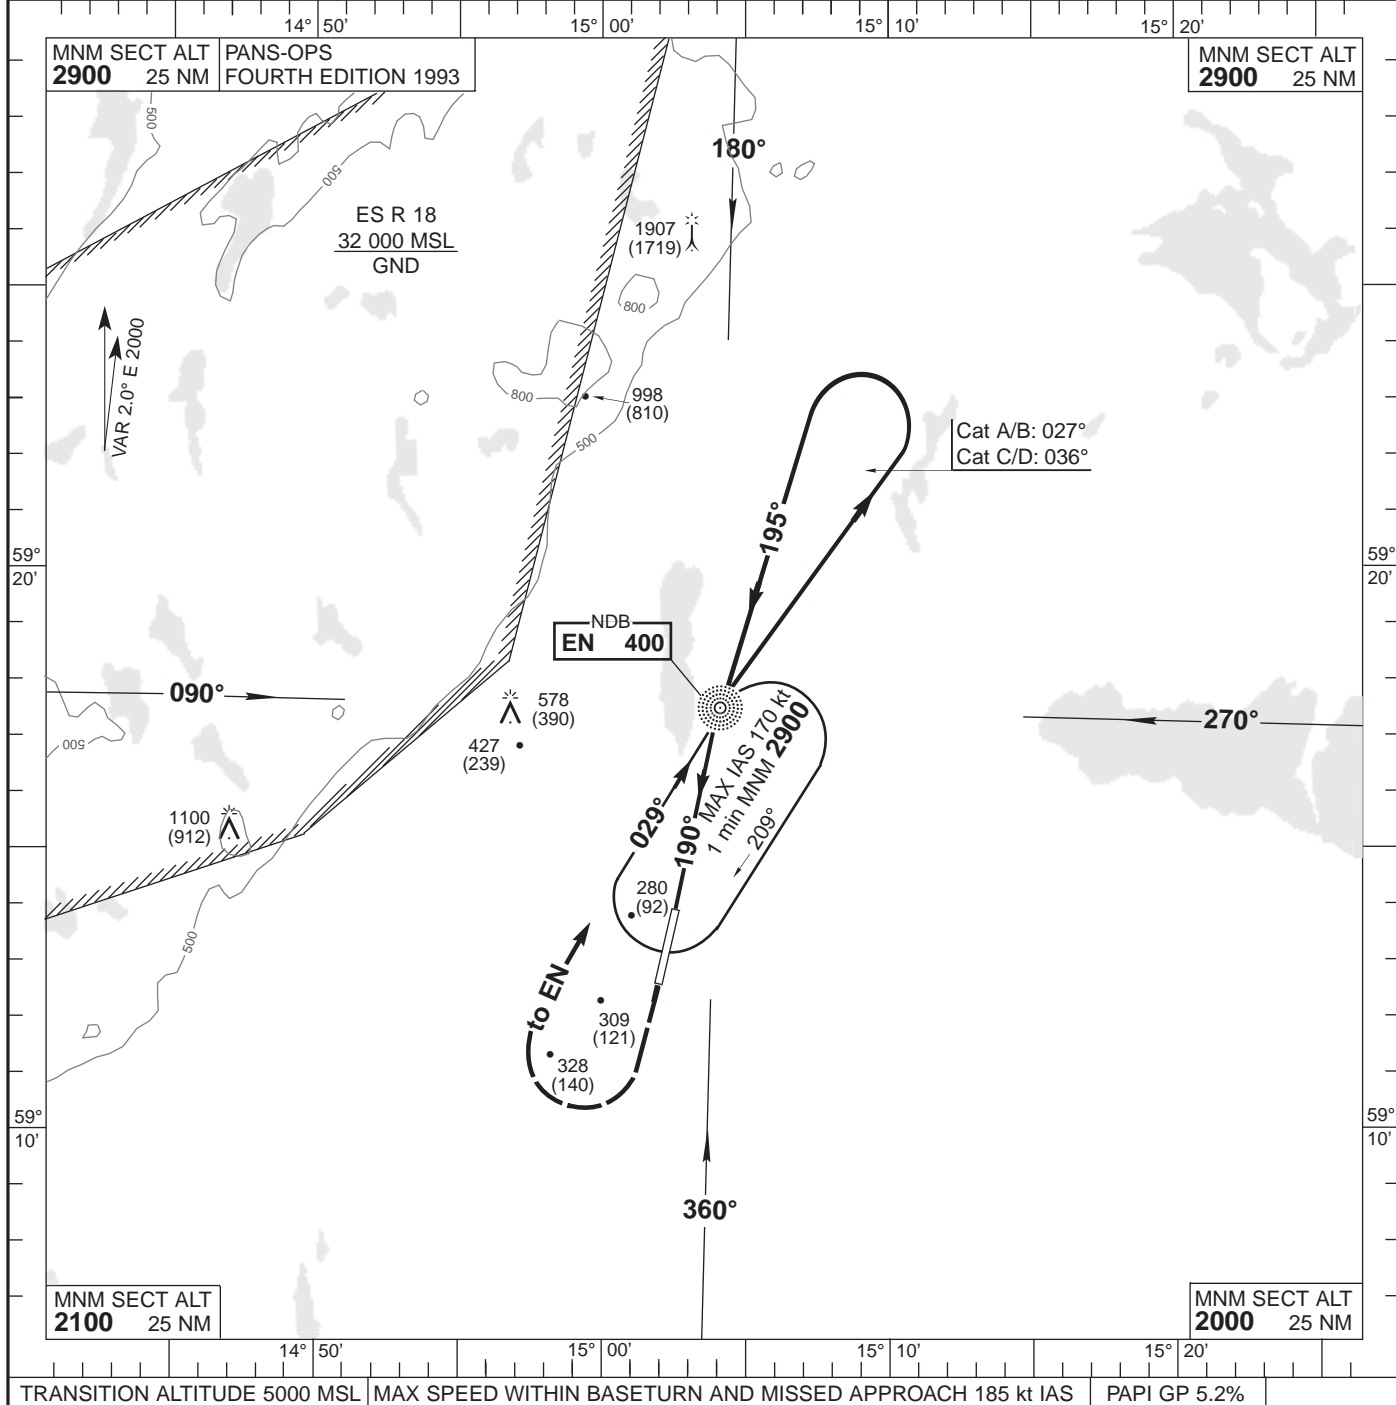 14° 50’
15° 00’
15° 10’
15° 20’
MNM SECT ALT
2900 25 NM
PANS-OPS
FOURTH EDITION 1993
MNM SECT ALT
2900 25 NM
500
500
180°
ES R 18
32 000 MSL
GND
1907
(1719)
800
VAR 2.0° E 2000
800
998
(810)
500
Cat A/B: 027°
Cat C/D: 036°
195°
59°
20’
59°
20’
NDB
EN 400
090°
578
(390)
427
(239)
500
270°
MAX IAS 170 kt
1 min MNM 2900
209°
029°
190°
1100
(912)
280
(92)
500
to EN
309
(121)
328
(140)
59°
10’
59°
10’
360°
MNM SECT ALT
2100 25 NM
MNM SECT ALT
2000 25 NM
14° 50’
15° 00’
15° 10’
15° 20’
TRANSITION ALTITUDE 5000 MSL
MAX SPEED WITHIN BASETURN AND MISSED APPROACH 185 kt IAS
PAPI GP 5.2%